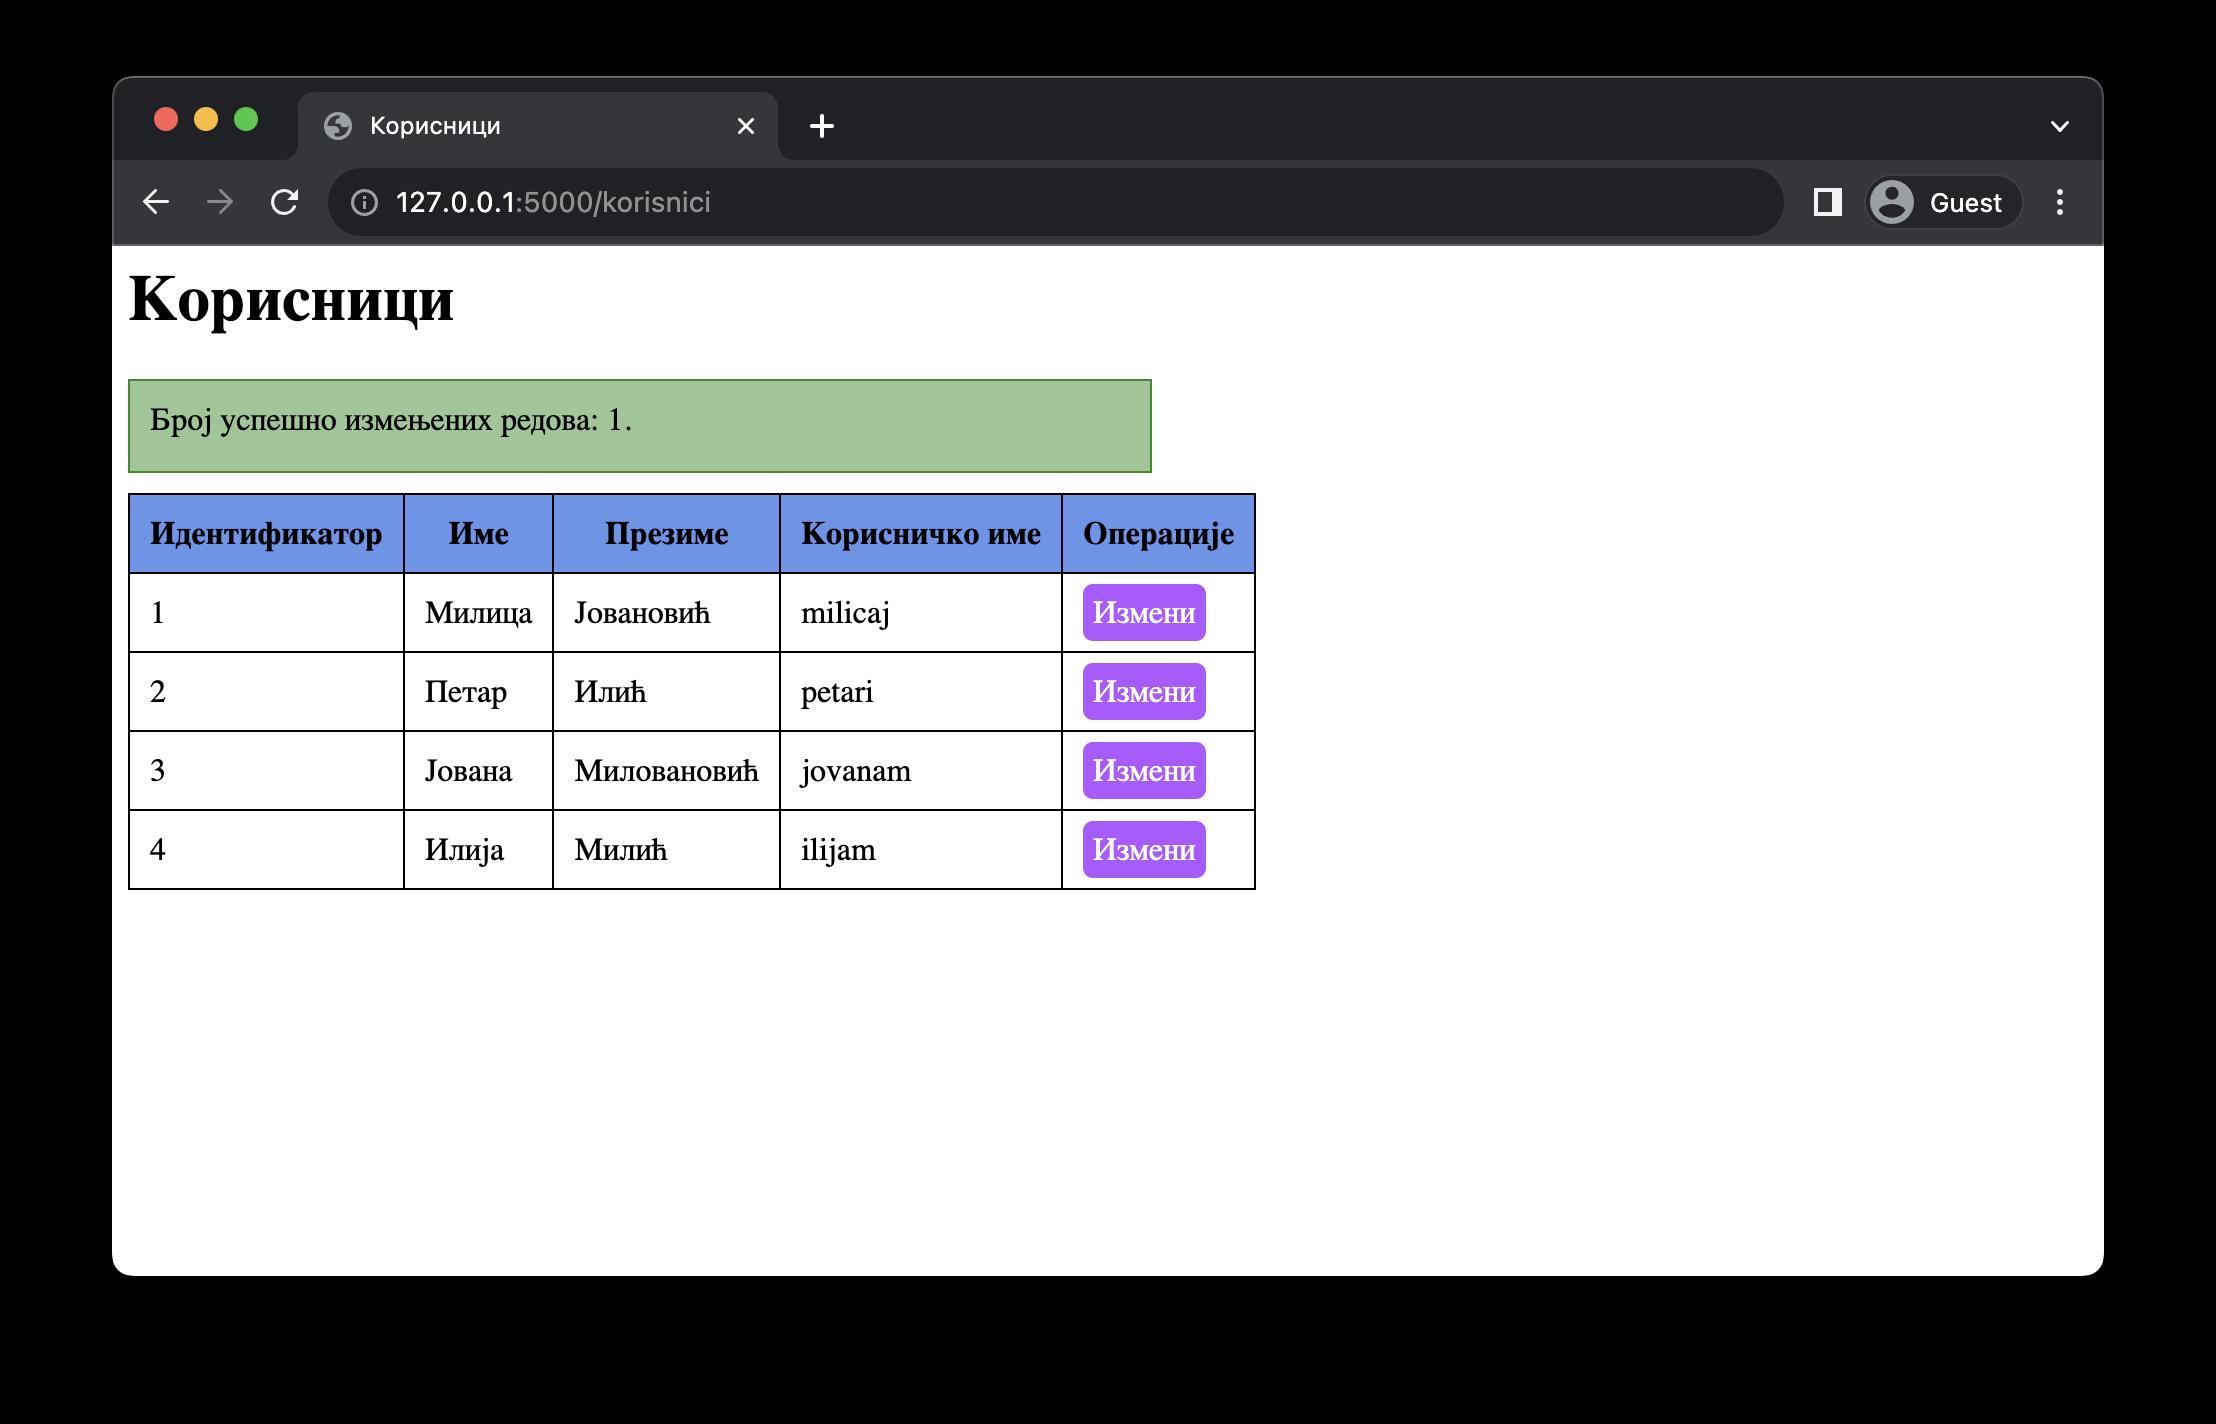 Корисници
127.0.0.1:5000/korisnici
Guest
Корисници
Број успешно измењених редова: 1.
Идентификатор Име Презиме Корисничко име Операције
1 Милица Јовановић milicaj Измени
2 Петар Илић petari Измени
3 Јована Миловановић jovanam Измени
4 Илија Милић ilijam Измени